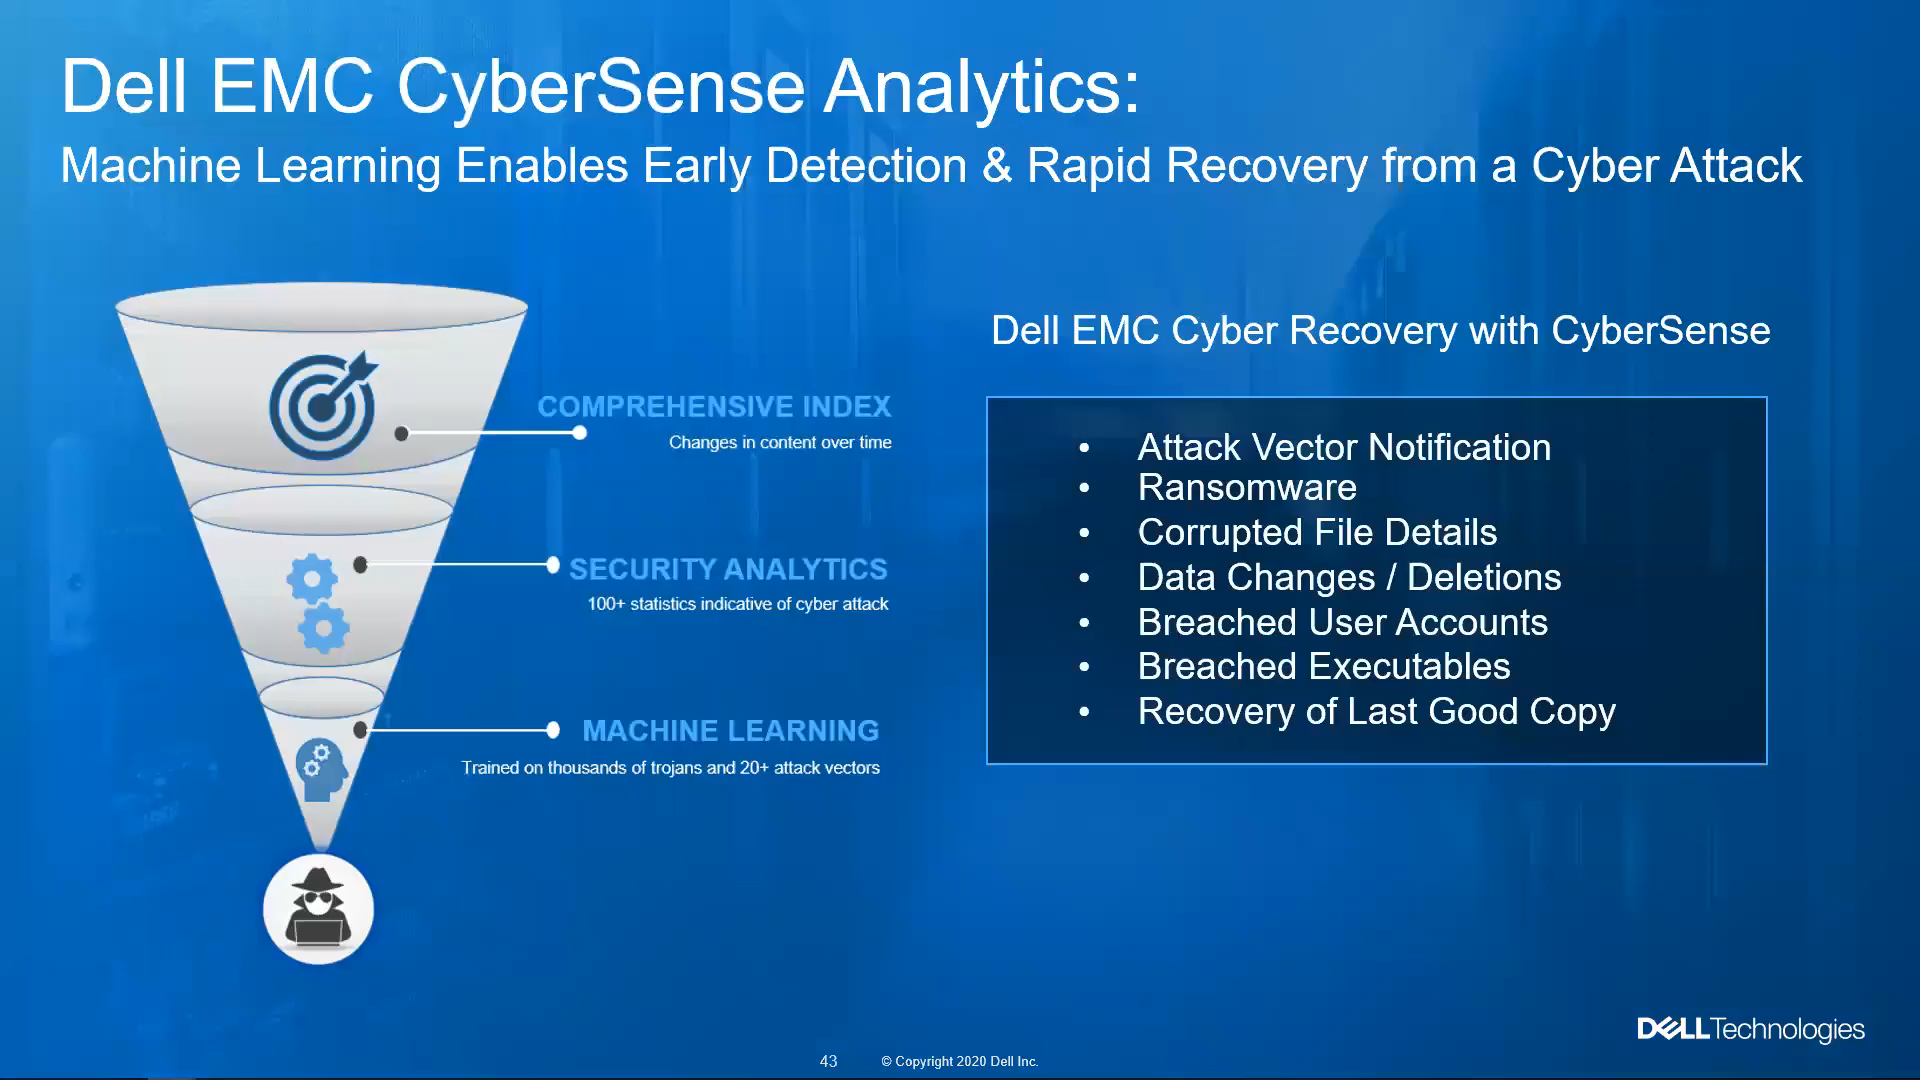 Dell EMC CyberSense Analytics:
Machine Learning Enables Early Detection & Rapid Recovery from a Cyber Attack
COMPREHENSIVE INDEX
Changes in content over time
SECURITY ANALYTICS
100+ statistics indicative of cyber attack
MACHINE LEARNING
Trained on thousands of trojans and 20+ attack vectors
Dell EMC Cyber Recovery with CyberSense
• Attack Vector Notification
• Ransomware
• Corrupted File Details
• Data Changes / Deletions
• Breached User Accounts
• Breached Executables
• Recovery of Last Good Copy
DELLTechnologies
43 © Copyright 2020 Dell Inc.